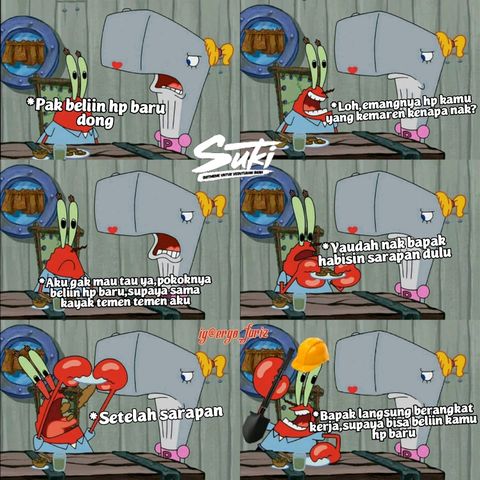 *Pak beliin hp baru
dong
*Loh,emangnya hp kamu
yang kemaren kenapa nak?
Suki
*Aku gak mau tau ya,pokoknya
beliin hp baru,supaya sama
kayak temen temen aku
*Yaudah nak bapak
habisin sarapan dulu
ig@ergo_fariz
*Setelah sarapan
*Bapak langsung berangkat
kerja,supaya bisa beliin kamu
hp baru